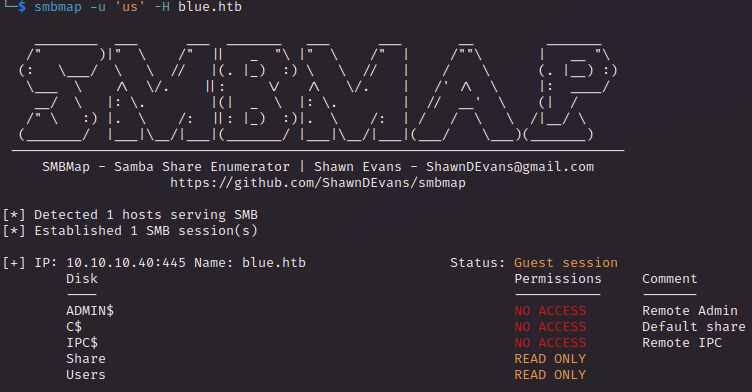 └─$ smbmap -u 'us' -H blue.htb
SMBMap - Samba Share Enumerator | Shawn Evans - ShawnDEvans@gmail.com
https://github.com/ShawnDEvans/smbmap
[*] Detected 1 hosts serving SMB
[*] Established 1 SMB session(s)
[+] IP: 10.10.10.40:445 Name: blue.htb Status: Guest session
Disk Permissions Comment
---- ----------- -------
ADMIN$ NO ACCESS Remote Admin
C$ NO ACCESS Default share
IPC$ NO ACCESS Remote IPC
Share READ ONLY
Users READ ONLY